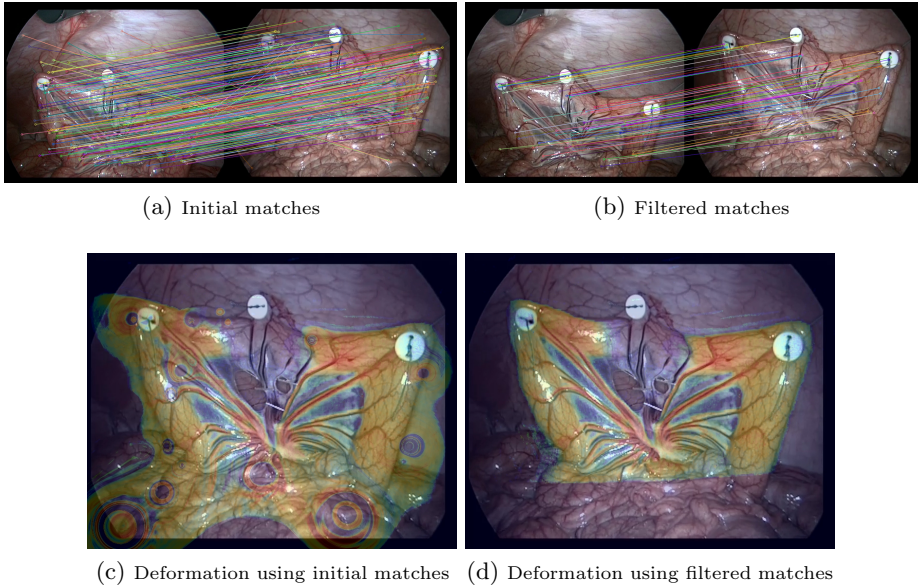 (a) Initial matches
(b) Filtered matches
(c) Deformation using initial matches
(d) Deformation using filtered matches